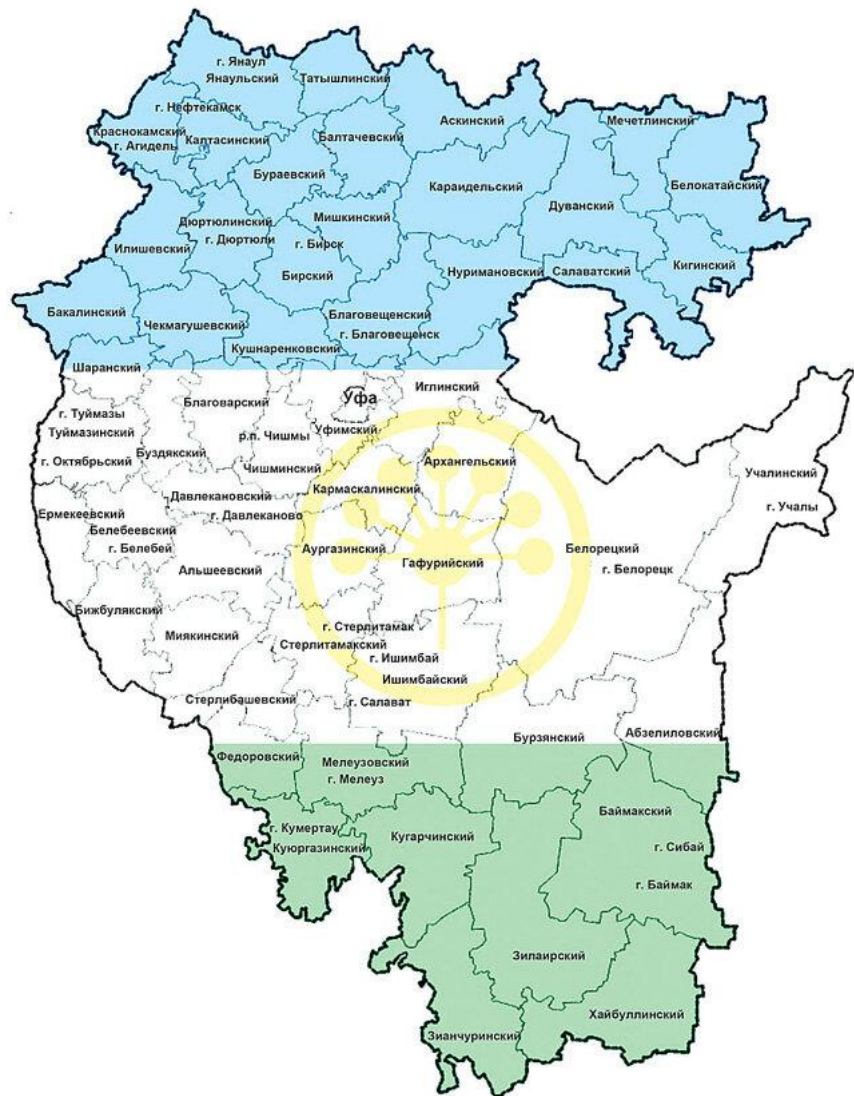 г. Янаул
Янаульский
Татышлинский
г. Нефтекамск
Аскинский
Мечетлинский
Краснокамский
г. Агидель
Калтасинский
Балтачевский
Бураевский
Караидельский
Белокатайский
Дуванский
Дюртюлинский
г. Дюртюли
Мишкинский
г. Бирск
Илишевский
Бирский
Нуримановский
Салаватский
Кигинский
Бакалинский
Чекмагушевский
Благовещенский
г. Благовещенск
Кушнаренковский
Шаранский
Иглинский
Уфа
Благоварский
г. Туймазы
Туймазинский
р.п. Чишмы
Уфимский
Буздякский
г. Октябрьский
Чишминский
Архангельский
Учалинский
г. Учалы
Кармаскалинский
Давлекановский
г. Давлеканово
Ермекеевский
Белебеевский
г. Белебей
Аургазинский
Белорецкий
г. Белорецк
Альшеевский
Гафурийский
Бижбулякский
Миякинский
г. Стерлитамак
Стерлитамакский
г. Ишимбай
Ишимбайский
Стерлибашевский
г. Салават
Бурзянский
Абзелиловский
Федоровский
Мелеузовский
г. Мелеуз
Баймакский
г. Кумертау
Куюргазинский
Кугарчинский
г. Сибай
г. Баймак
Зилаирский
Хайбуллинский
Зианчуринский